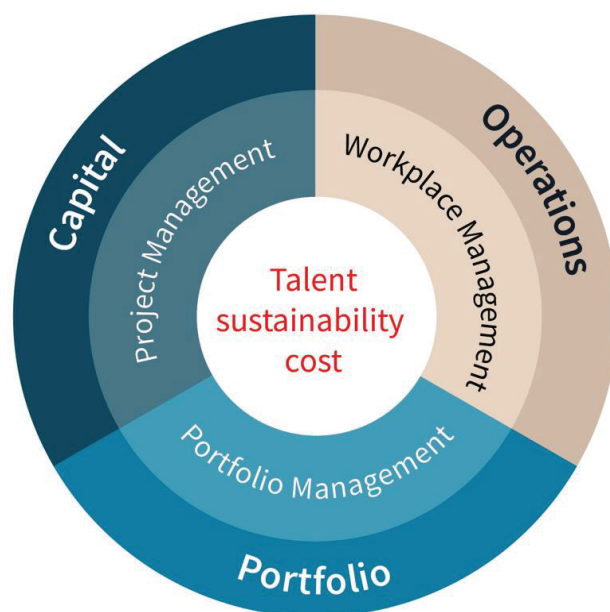 Capital
Project Management
Operations
Workplace Management
Talent
sustainability
cost
Portfolio Management
Portfolio